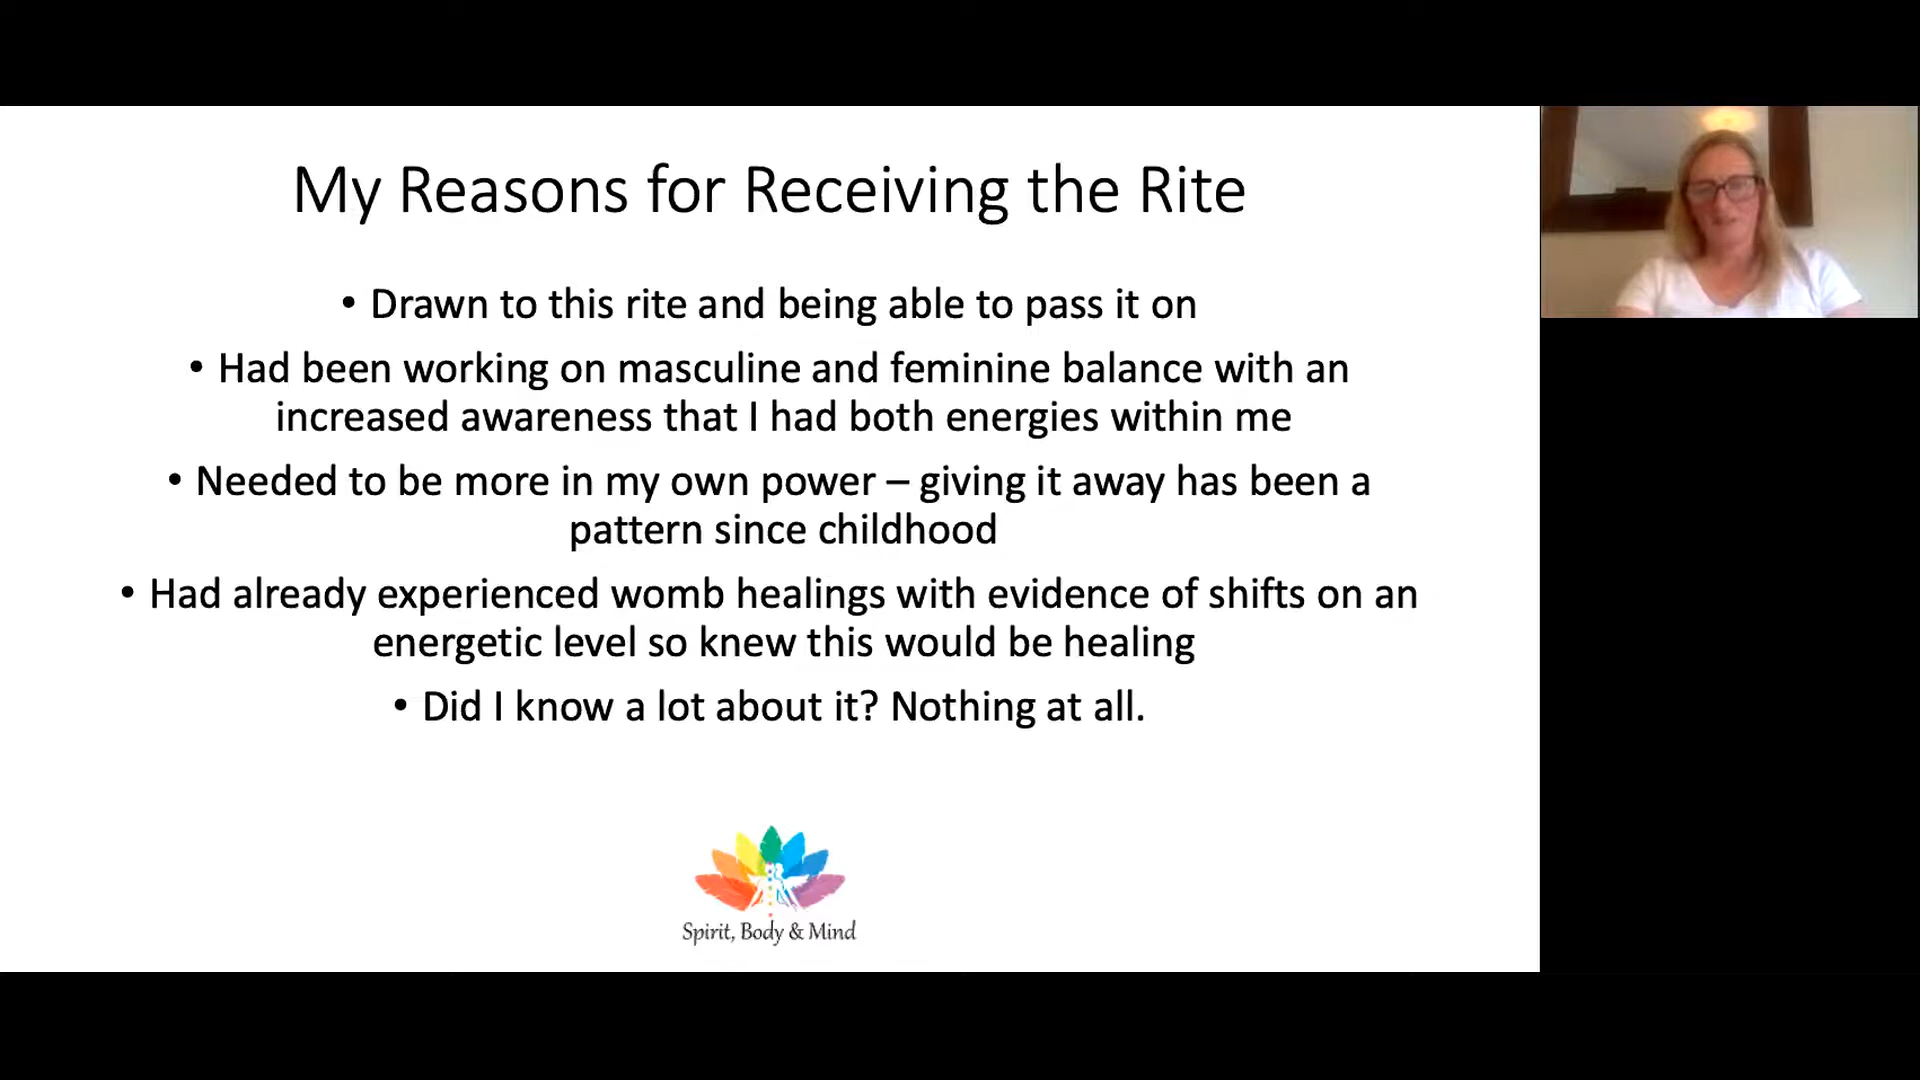 My Reasons for Receiving the Rite
• Drawn to this rite and being able to pass it on
• Had been working on masculine and feminine balance with an
increased awareness that I had both energies within me
• Needed to be more in my own power – giving it away has been a
pattern since childhood
• Had already experienced womb healings with evidence of shifts on an
energetic level so knew this would be healing
• Did I know a lot about it? Nothing at all.
Spirit, Body & Mind